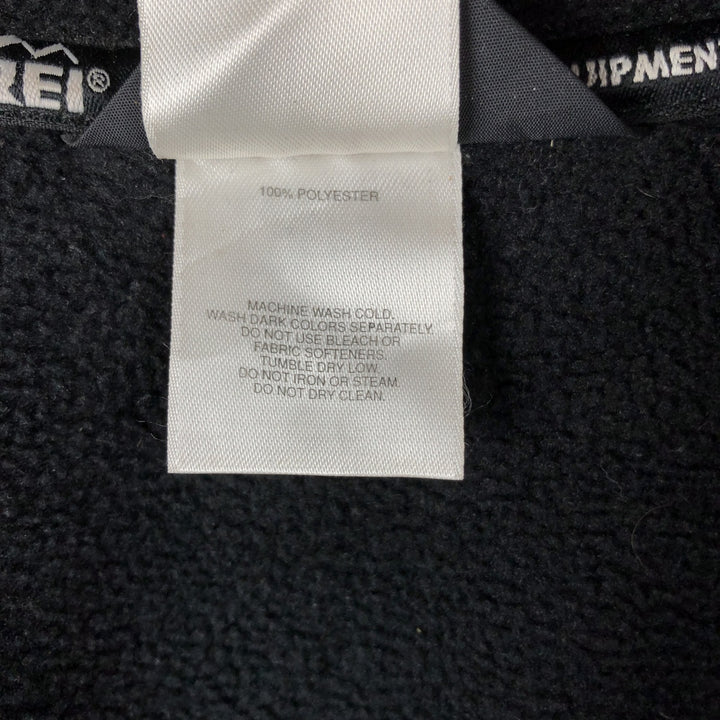 REI®
100% POLYESTER
MACHINE WASH COLD.
WASH DARK COLORS SEPARATELY.
DO NOT USE BLEACH OR
FABRIC SOFTENERS.
TUMBLE DRY LOW.
DO NOT IRON OR STEAM
DO NOT DRY CLEAN.